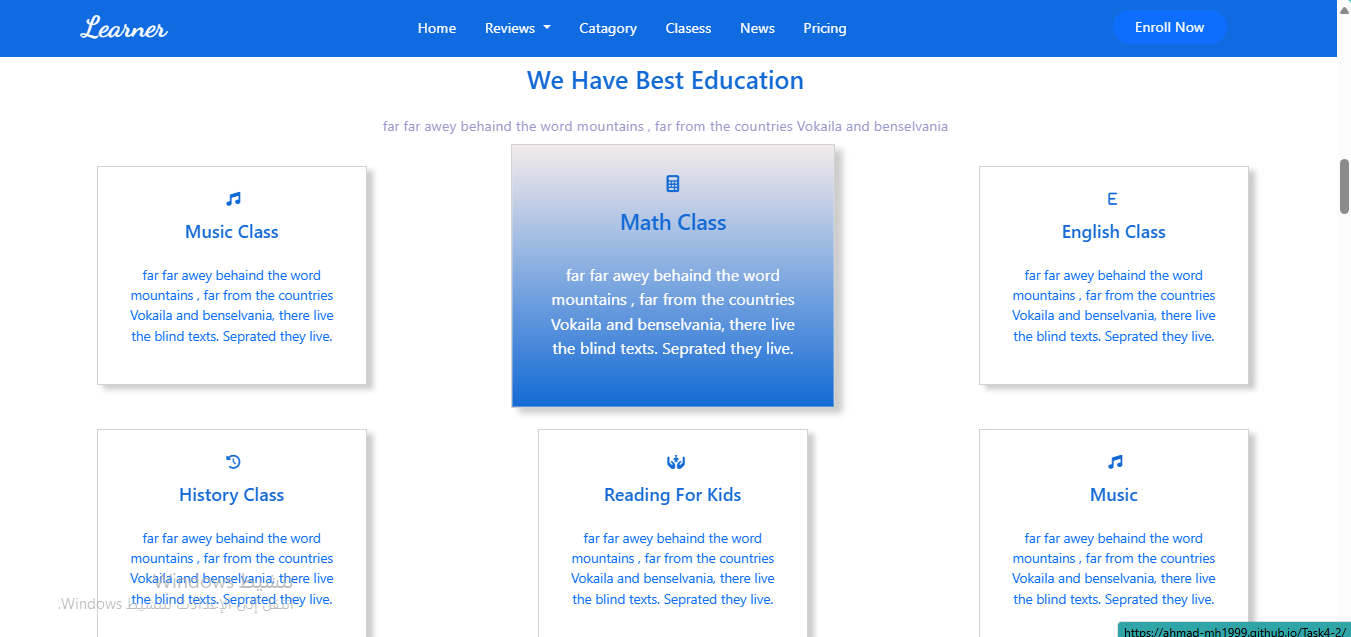 Learner
Home Reviews Catagory Clasess News Pricing
Enroll Now
We Have Best Education
far far awey behaind the word mountains , far from the countries Vokaila and benselvania
Music Class
far far awey behaind the word
mountains , far from the countries
Vokaila and benselvania, there live
the blind texts. Seprated they live.
Math Class
far far awey behaind the word
mountains , far from the countries
Vokaila and benselvania, there live
the blind texts. Seprated they live.
E
English Class
far far awey behaind the word
mountains , far from the countries
Vokaila and benselvania, there live
the blind texts. Seprated they live.
History Class
far far awey behaind the word
mountains , far from the countries
Vokaila and benselvania, there live
the blind texts. Seprated they live.
Reading For Kids
far far awey behaind the word
mountains , far from the countries
Vokaila and benselvania, there live
the blind texts. Seprated they live.
Music
far far awey behaind the word
mountains , far from the countries
Vokaila and benselvania, there live
the blind texts. Seprated they live.
تنشيط Windows
انتقل إلى الإعدادات لتنشيط Windows.
https://ahmad-mh1999.github.io/Task4-2/